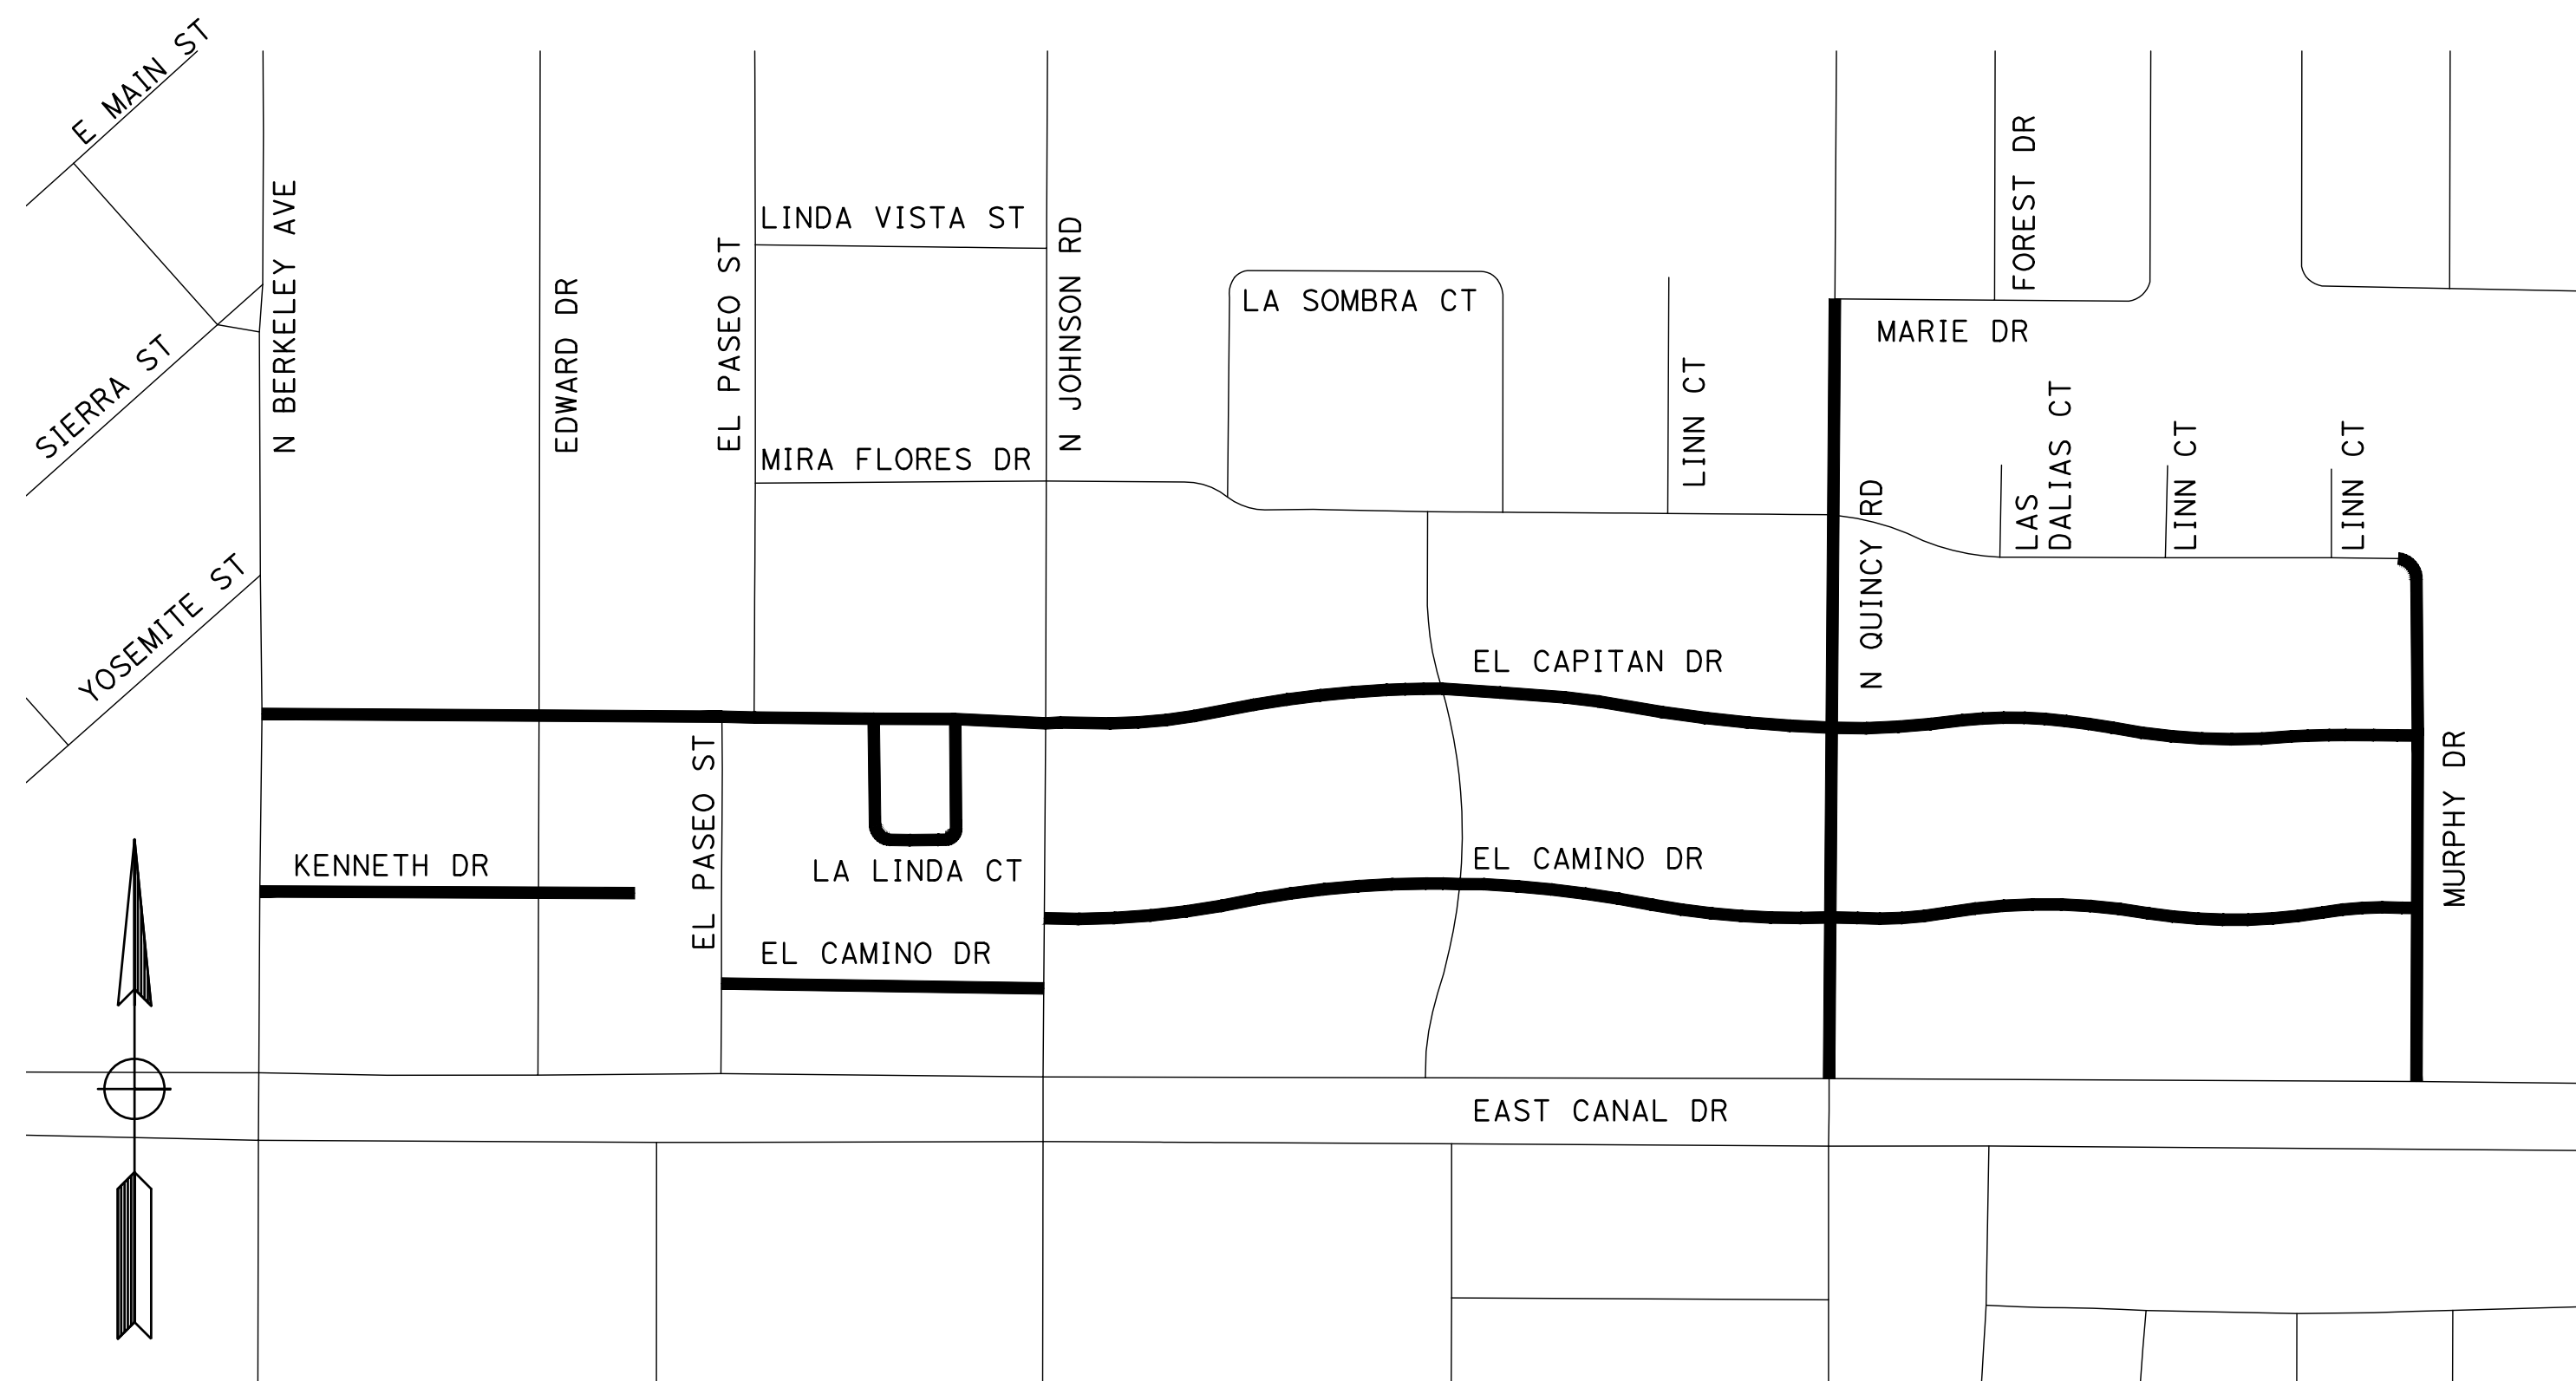 E MAIN ST
N BERKELEY AVE
EDWARD DR
EL PASEO ST
LINDA VISTA ST
N JOHNSON RD
LA SOMBRA CT
FOREST DR
MARIE DR
SIERRA ST
MIRA FLORES DR
LINN CT
LAS
DALIAS CT
LINN CT
LINN CT
N QUINCY RD
YOSEMITE ST
EL CAPITAN DR
EL PASEO ST
MURPHY DR
KENNETH DR
LA LINDA CT
EL CAMINO DR
EL CAMINO DR
EAST CANAL DR